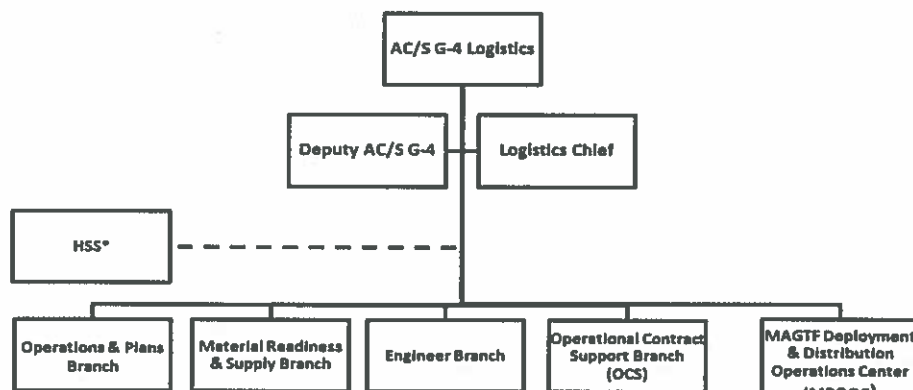 AC/S G-4 Logistics
Deputy AC/S G-4
Logistics Chief
HSS*
Operations & Plans
Branch
Material Readiness
& Supply Branch
Engineer Branch
Operational Contract
Support Branch
(OCS)
MAGTF Deployment
& Distribution
Operations Center